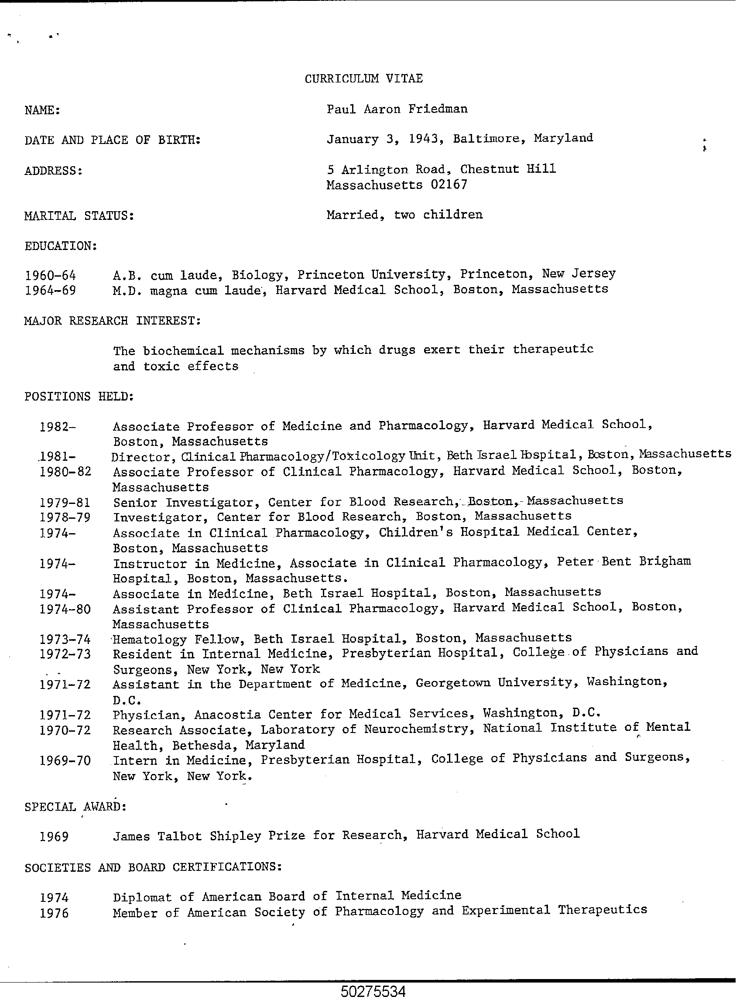 CURRICULUM VITAE
NAME: Paul Aaron Friedman
DATE AND PLACE OF BIRTH: January 3, 1943, Baltimore, Maryland
ADDRESS: 5 Arlington Road, Chestnut Hill
Massachusetts 02167
MARITAL STATUS: Married, two children
EDUCATION:
1960-64 A.B. cum laude, Biology, Princeton University, Princeton, New Jersey
1964-69 M.D. magna cum laude, Harvard Medical School, Boston, Massachusetts
MAJOR RESEARCH INTEREST:
The biochemical mechanisms by which drugs exert their therapeutic
and toxic effects
POSITIONS HELD:
1982- Associate Professor of Medicine and Pharmacology, Harvard Medical School,
Boston, Massachusetts
1981- Director, Clinical Pharmacology/Toxicology Unit, Beth Israel Hospital, Boston, Massachusetts
1980-82 Associate Professor of Clinical Pharmacology, Harvard Medical School, Boston,
Massachusetts
1979-81 Senior Investigator, Center for Blood Research, Boston, Massachusetts
1978-79 Investigator, Center for Blood Research, Boston, Massachusetts
1974- Associate in Clinical Pharmacology, Children's Hospital Medical Center,
Boston, Massachusetts
1974- Instructor in Medicine, Associate in Clinical Pharmacology, Peter Bent Brigham
Hospital, Boston, Massachusetts.
1974- Associate in Medicine, Beth Israel Hospital, Boston, Massachusetts
1974-80 Assistant Professor of Clinical Pharmacology, Harvard Medical School, Boston,
Massachusetts
1973-74 Hematology Fellow, Beth Israel Hospital, Boston, Massachusetts
1972-73 Resident in Internal Medicine, Presbyterian Hospital, College of Physicians and
Surgeons, New York, New York
1971-72 Assistant in the Department of Medicine, Georgetown University, Washington,
D.C.
1971-72 Physician, Anacostia Center for Medical Services, Washington, D.C.
1970-72 Research Associate, Laboratory of Neurochemistry, National Institute of Mental
Health, Bethesda, Maryland
1969-70 Intern in Medicine, Presbyterian Hospital, College of Physicians and Surgeons,
New York, New York.
SPECIAL AWARD:
1969 James Talbot Shipley Prize for Research, Harvard Medical School
SOCIETIES AND BOARD CERTIFICATIONS:
1974 Diplomat of American Board of Internal Medicine
1976 Member of American Society of Pharmacology and Experimental Therapeutics
50275534